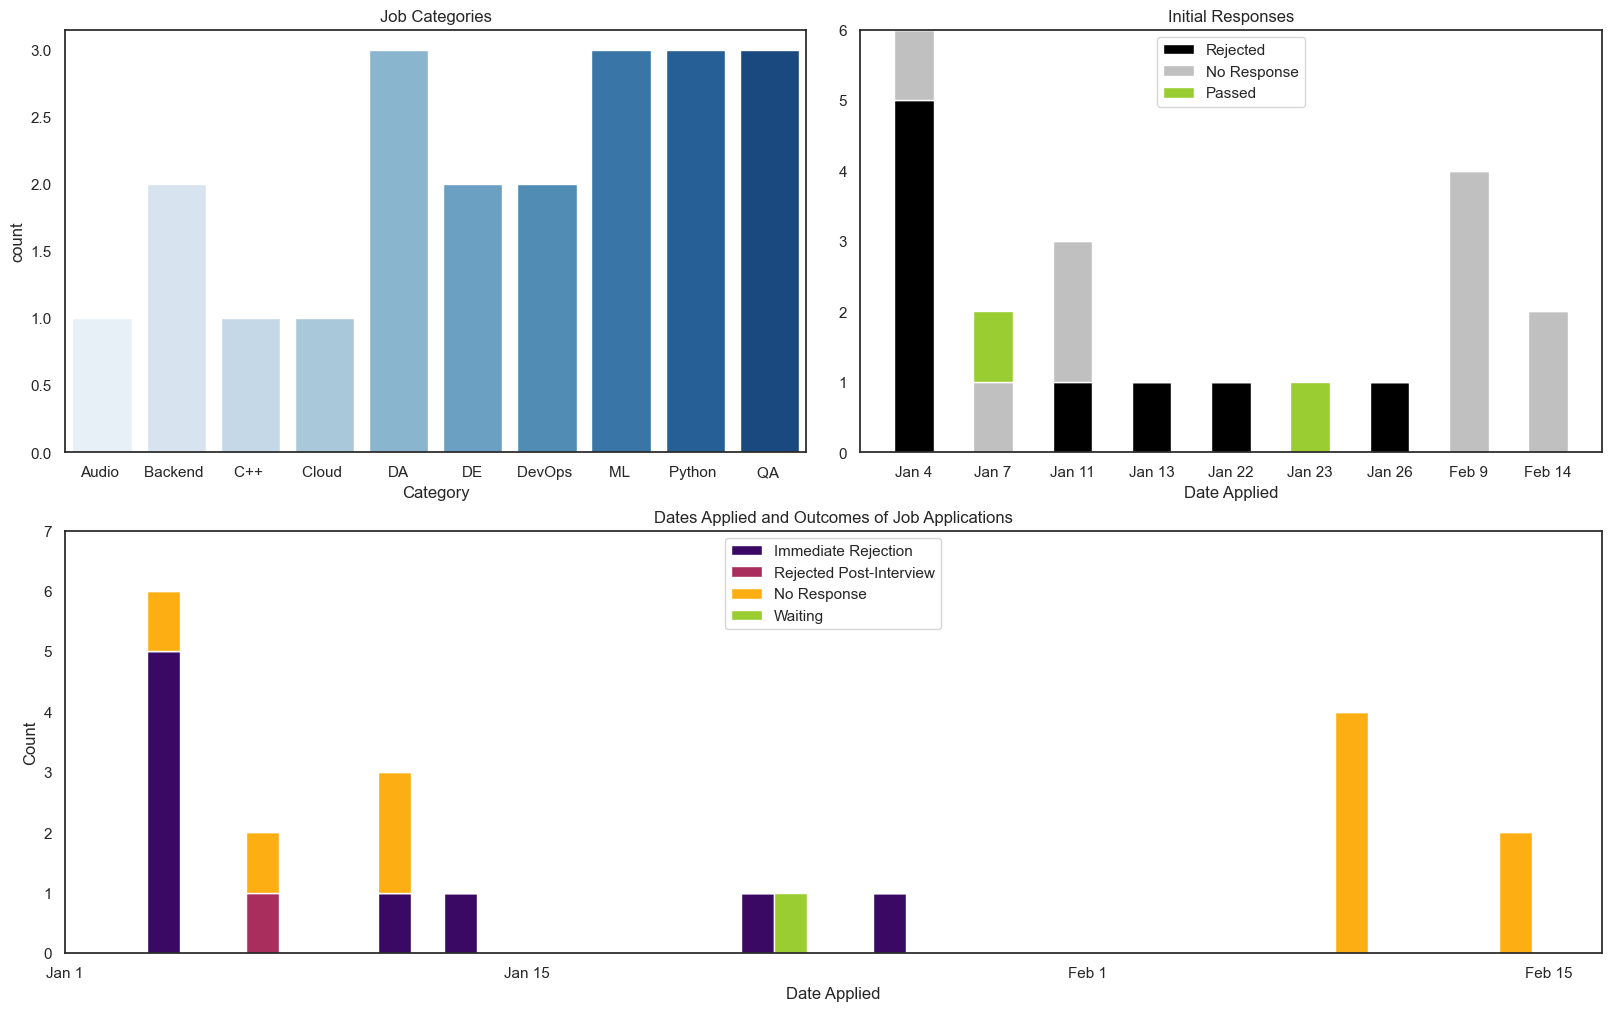 Job Categories
3.0
2.5
2.0
1.5
1.0
0.5
0.0
count
Audio Backend C++ Cloud DA DE DevOps ML Python QA
Category
Initial Responses
Rejected
No Response
Passed
6
5
4
3
2
1
0
Jan 4 Jan 7 Jan 11 Jan 13 Jan 22 Jan 23 Jan 26 Feb 9 Feb 14
Date Applied
Dates Applied and Outcomes of Job Applications
Immediate Rejection
Rejected Post-Interview
No Response
Waiting
7
6
5
4
3
2
1
0
Count
Jan 1 Jan 15 Feb 1 Feb 15
Date Applied